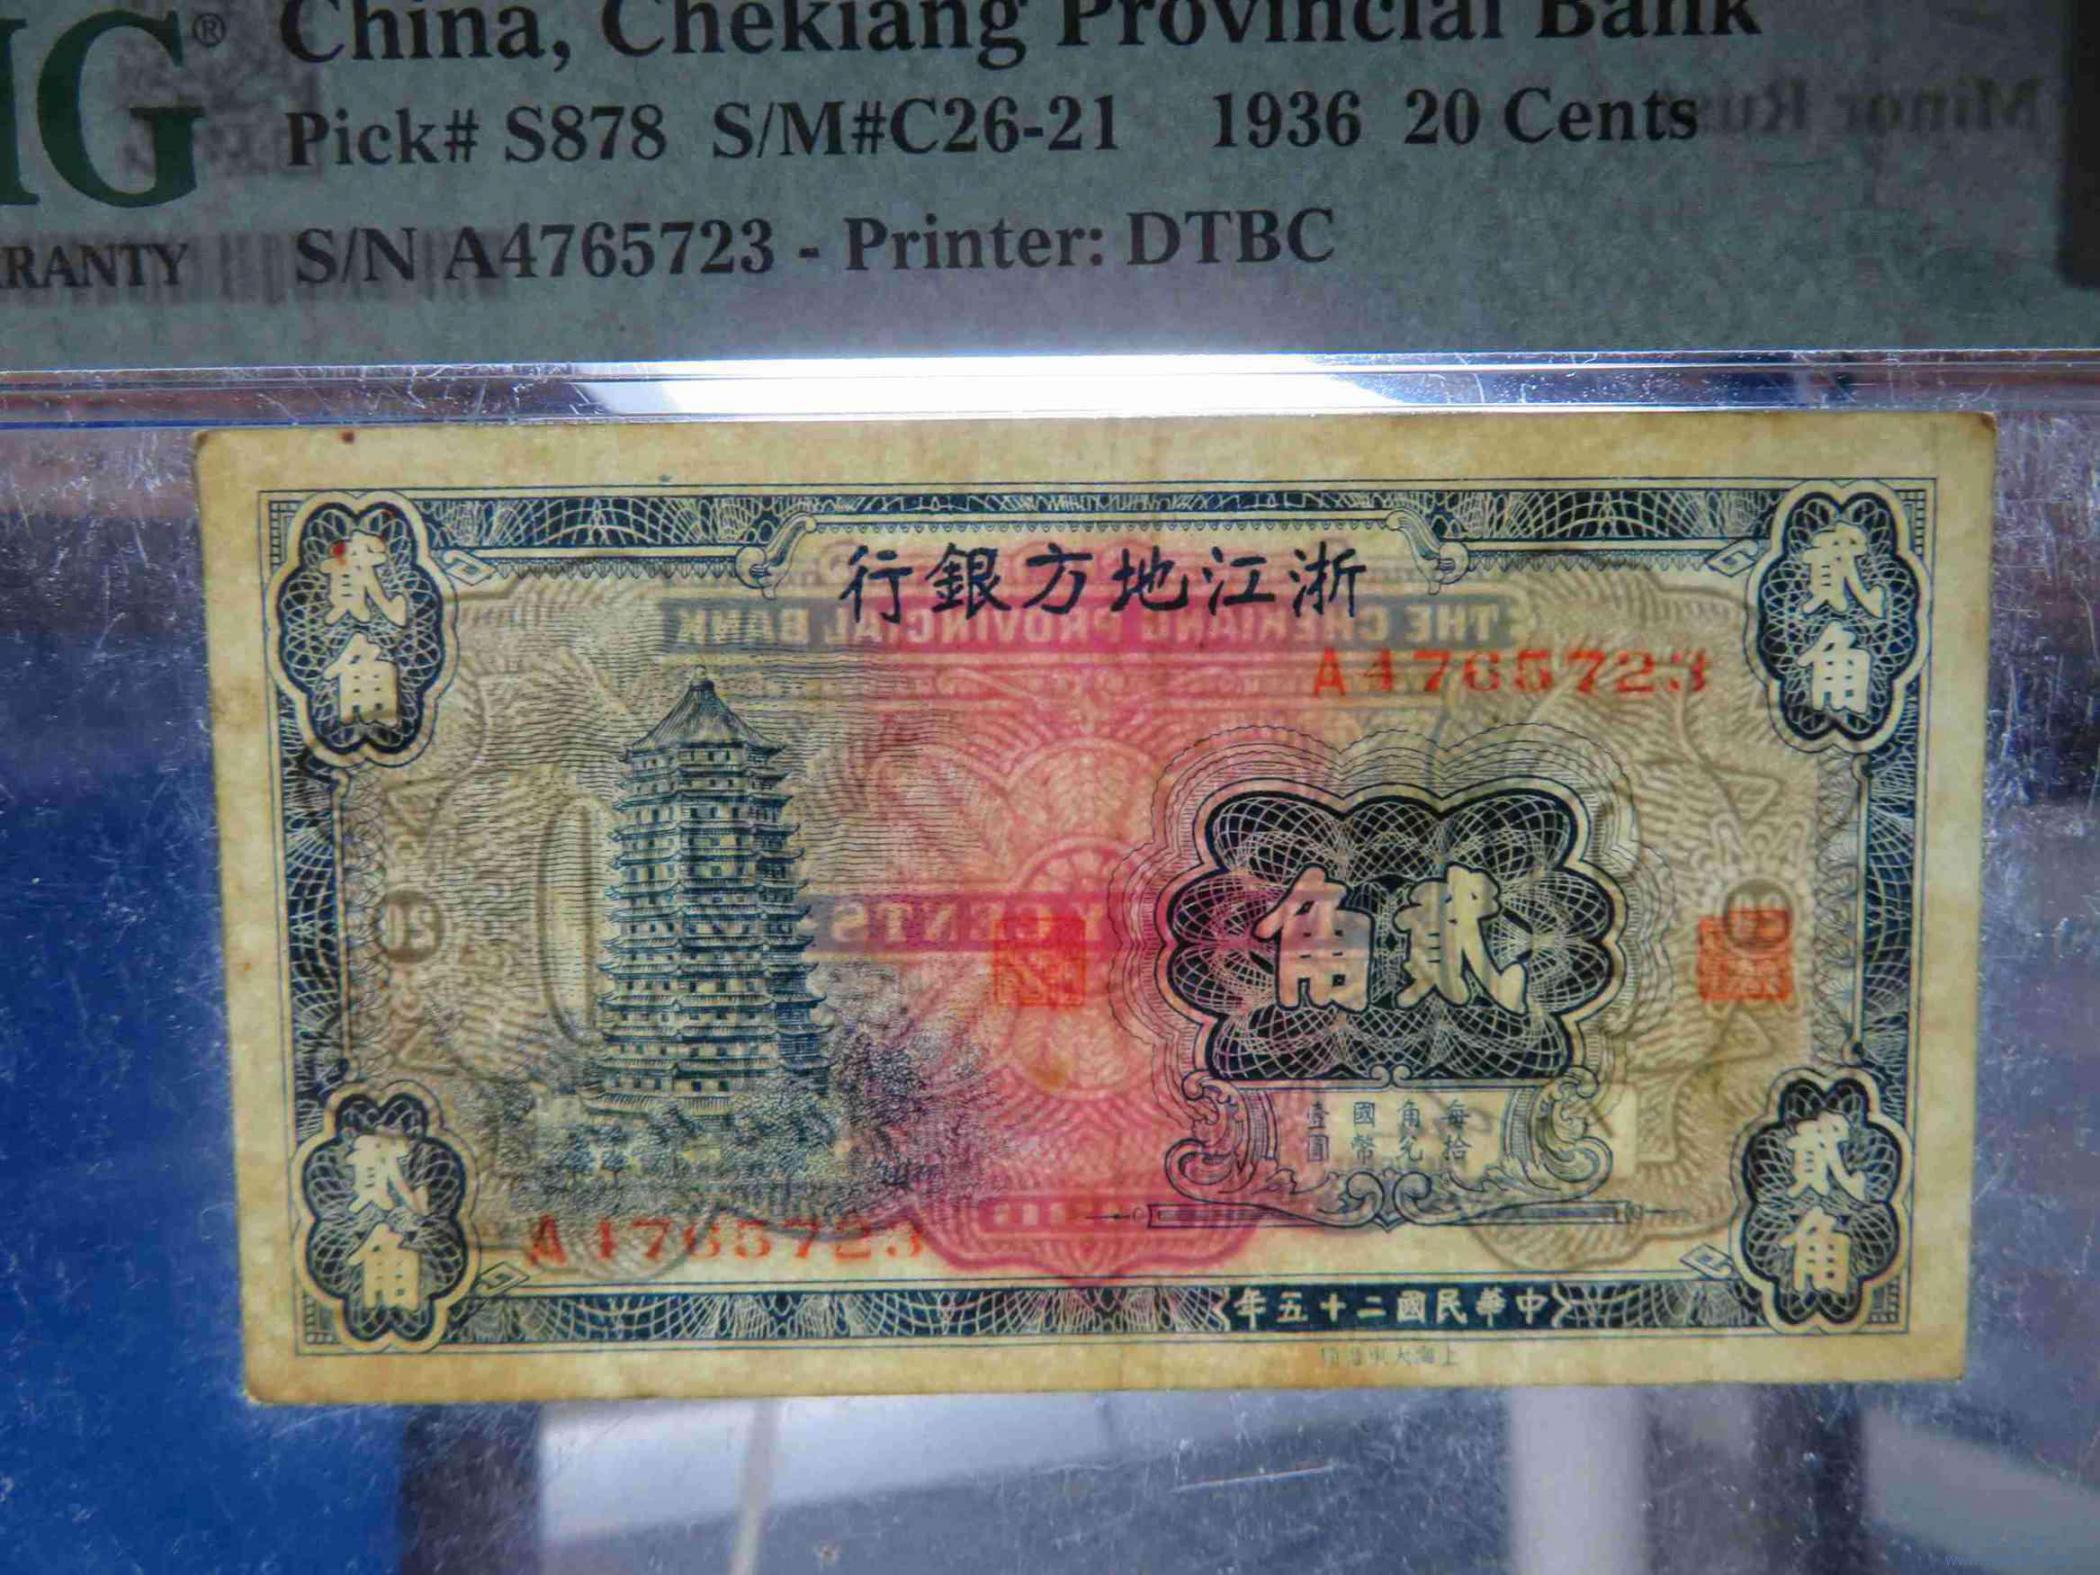 China, Chekiang Provincial Bank
Pick# S878 S/M#C26-21 1936 20 Cents
RANTY S/N A4765723 - Printer: DTBC
行銀方地江浙
THE CHEKIANG PROVINCIAL BANK
A4765723
貳角
貳角
角貳
CENTS
20
每拾
角兌
國幣
壹圓
A4765723
貳角
貳角
年五十二國民華中